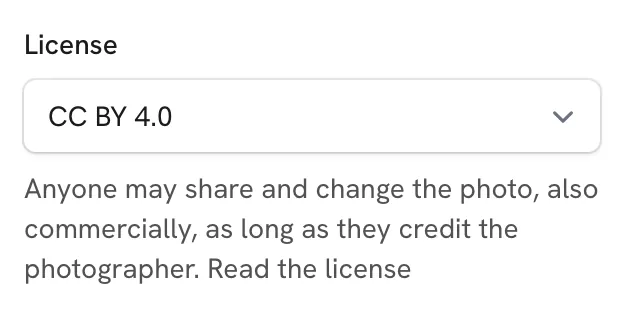 License
CC BY 4.0
Anyone may share and change the photo, also
commercially, as long as they credit the
photographer. Read the license